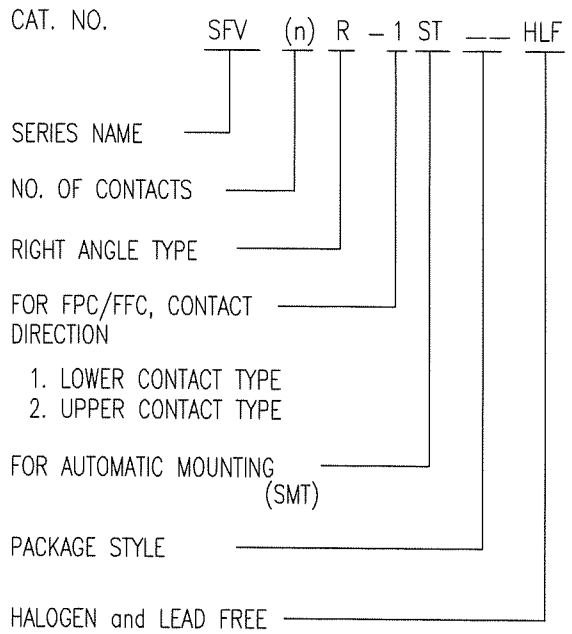 CAT. NO.
SFV (n) R - 1 ST __ HLF
SERIES NAME
NO. OF CONTACTS
RIGHT ANGLE TYPE
FOR FPC/FFC, CONTACT
DIRECTION
1. LOWER CONTACT TYPE
2. UPPER CONTACT TYPE
FOR AUTOMATIC MOUNTING
(SMT)
PACKAGE STYLE
HALOGEN and LEAD FREE